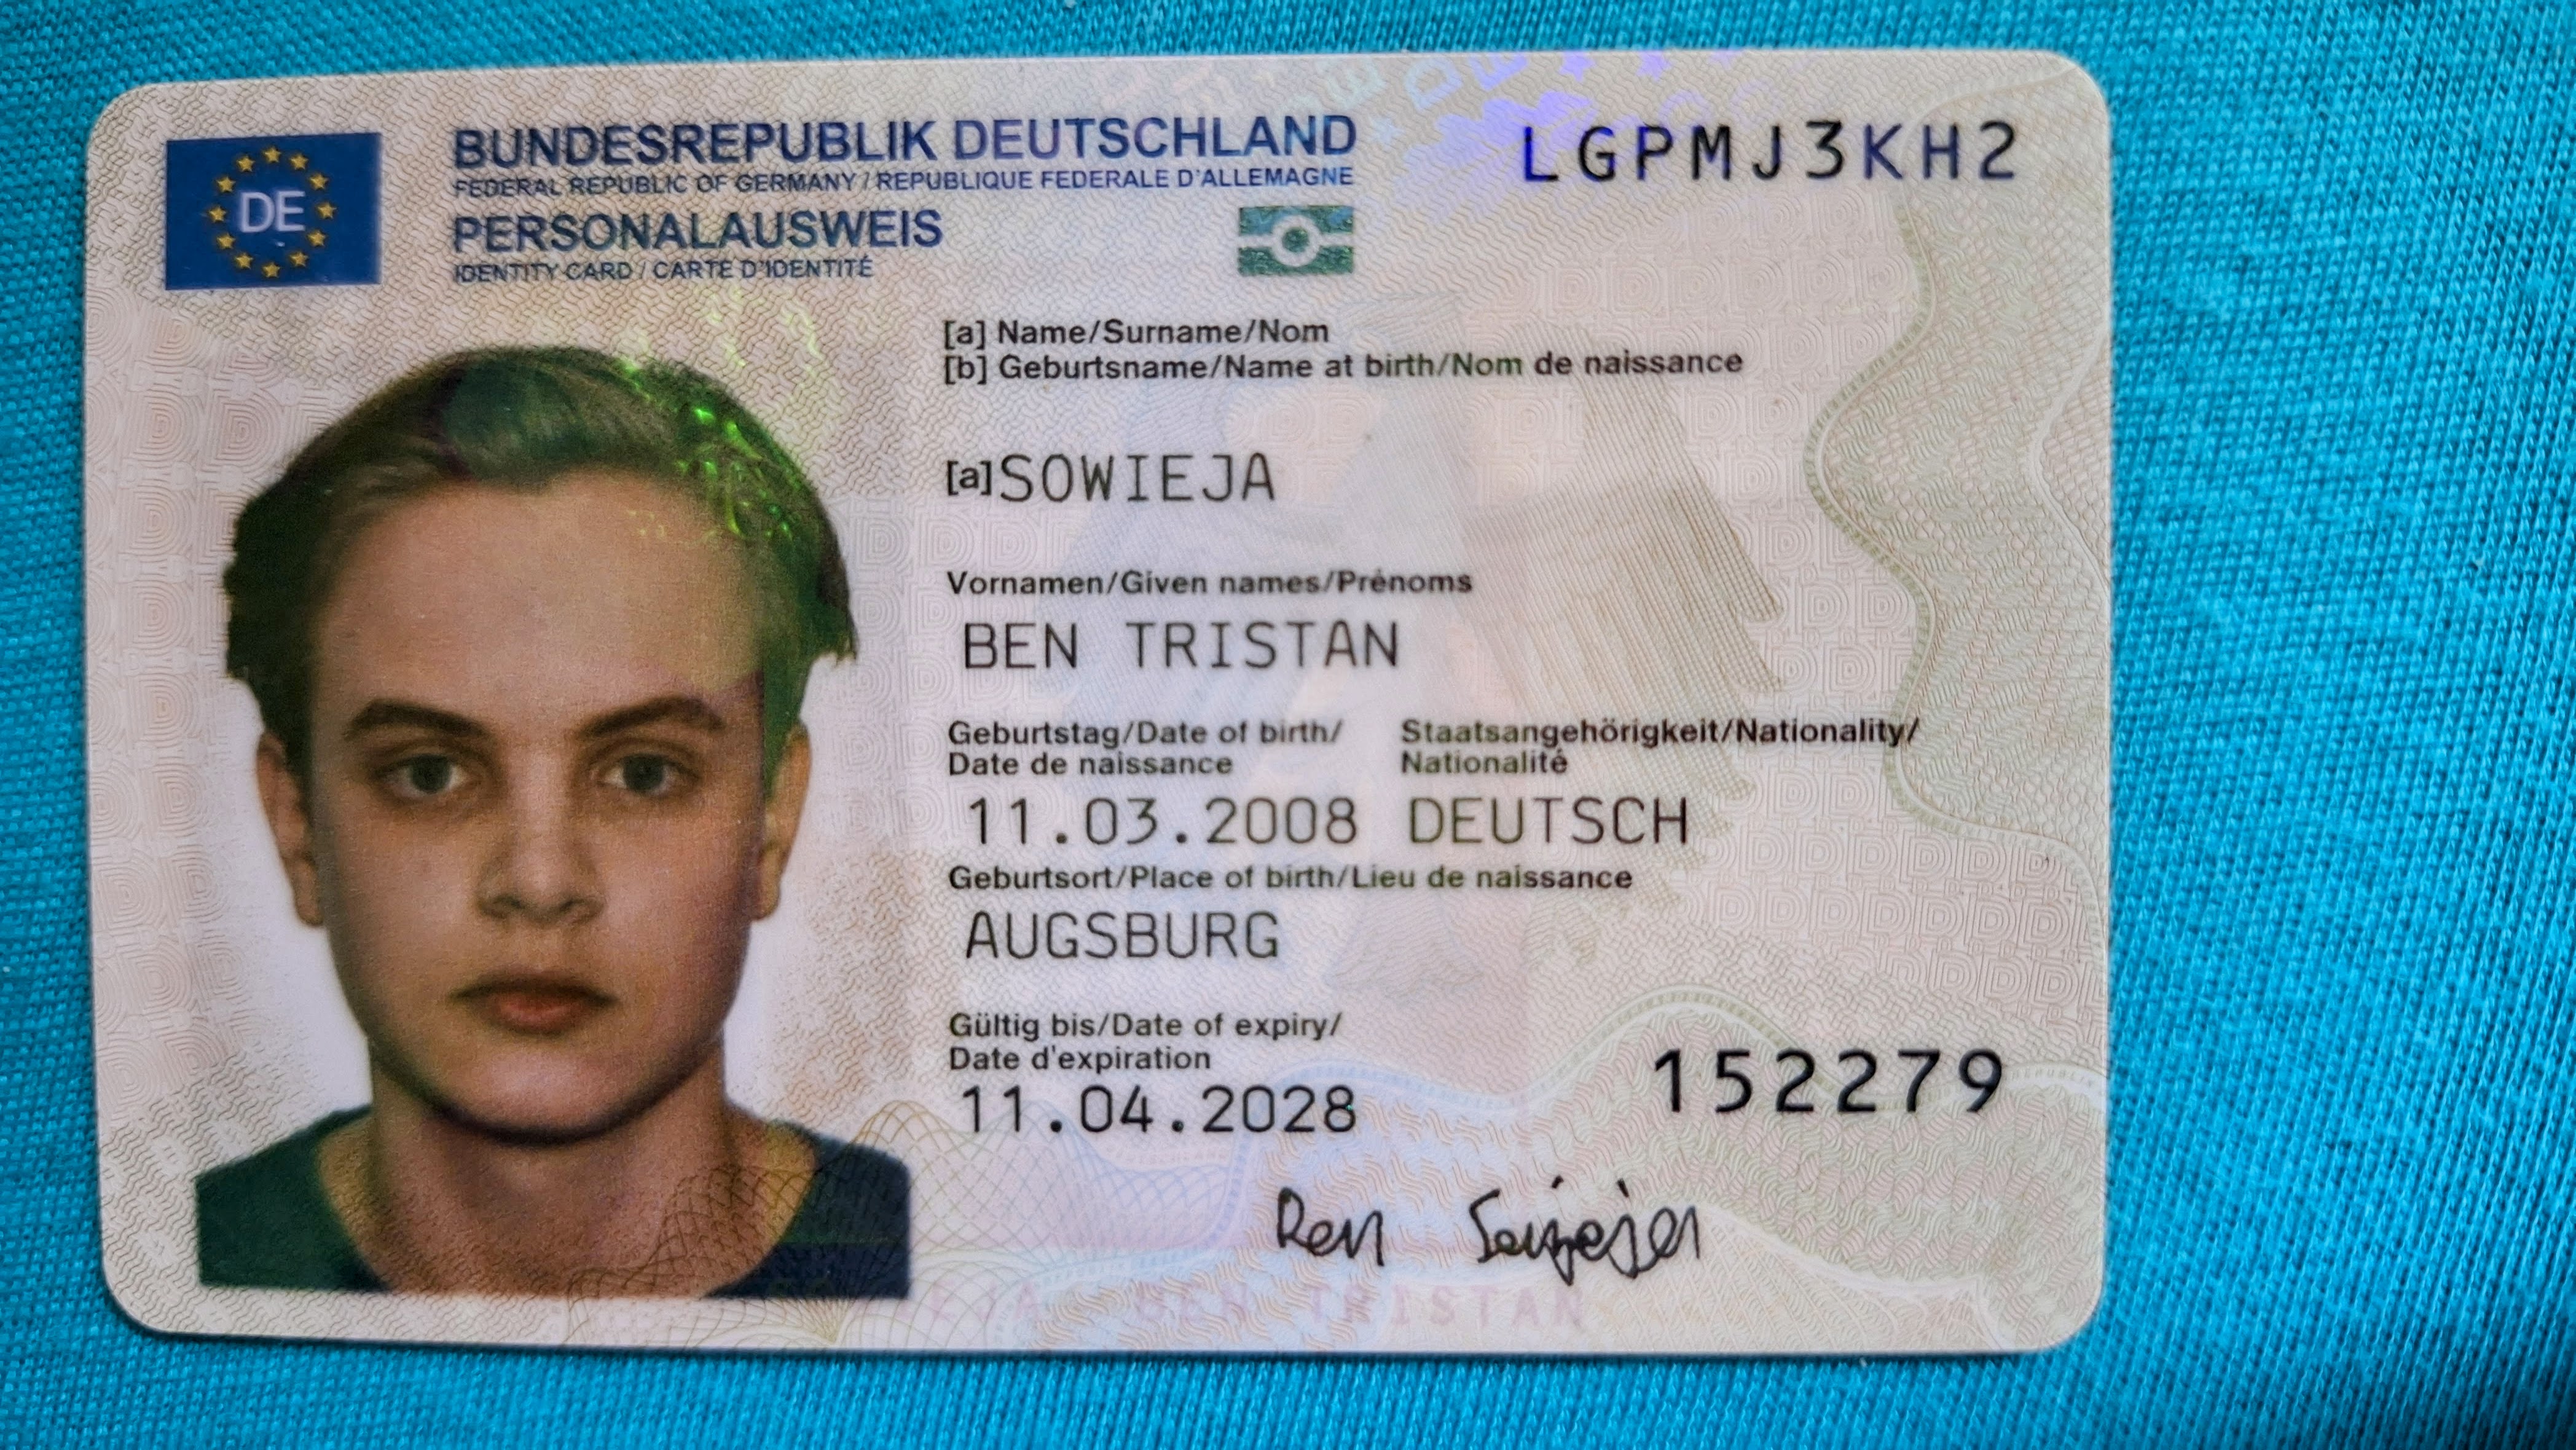 BUNDESREPUBLIK DEUTSCHLAND
FEDERAL REPUBLIC OF GERMANY / REPUBLIQUE FEDERALE D'ALLEMAGNE
PERSONALAUSWEIS
IDENTITY CARD / CARTE D'IDENTITÉ
DE
LGPMJ3KH2
[a] Name/Surname/Nom
[b] Geburtsname/Name at birth/Nom de naissance
[a] SOWIEJA
Vornamen/Given names/Prénoms
BEN TRISTAN
Geburtstag/Date of birth/ Staatsangehörigkeit/Nationality/
Date de naissance Nationalité
11.03.2008 DEUTSCH
Geburtsort/Place of birth/Lieu de naissance
AUGSBURG
Gültig bis/Date of expiry/
Date d'expiration
11.04.2028
152279
Ben Sowieja
BEN TRISTAN